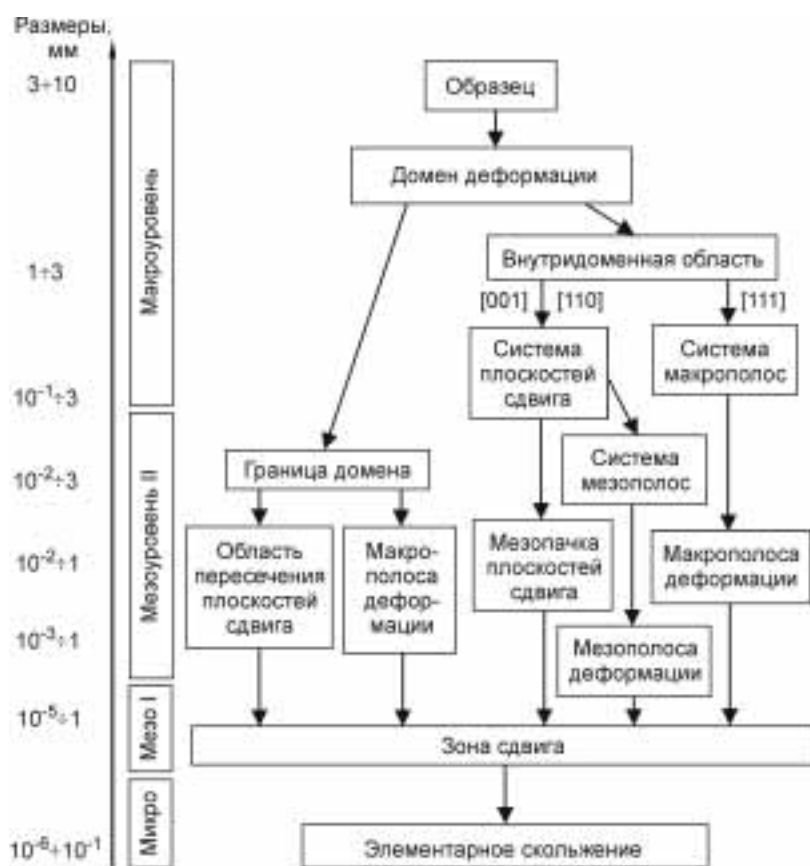 Размеры,
мм
3÷10
Образец
Домен деформации
Макроуровень
1÷3
Внутридоменная область
[001] [110] [111]
Система
плоскостей
сдвига
Система
макрополос
10⁻¹÷3
Граница домена
Система
мезополос
10⁻²÷3
Мезоуровень II
Область
пересечения
плоскостей
сдвига
Макро-
полоса
дефор-
мации
Мезопачка
плоскостей
сдвига
Макрополоса
деформации
10⁻²÷1
10⁻³÷1
Мезополоса
деформации
10⁻⁵÷1
Мезо I
Зона сдвига
Микро
10⁻⁶÷10⁻¹
Элементарное скольжение